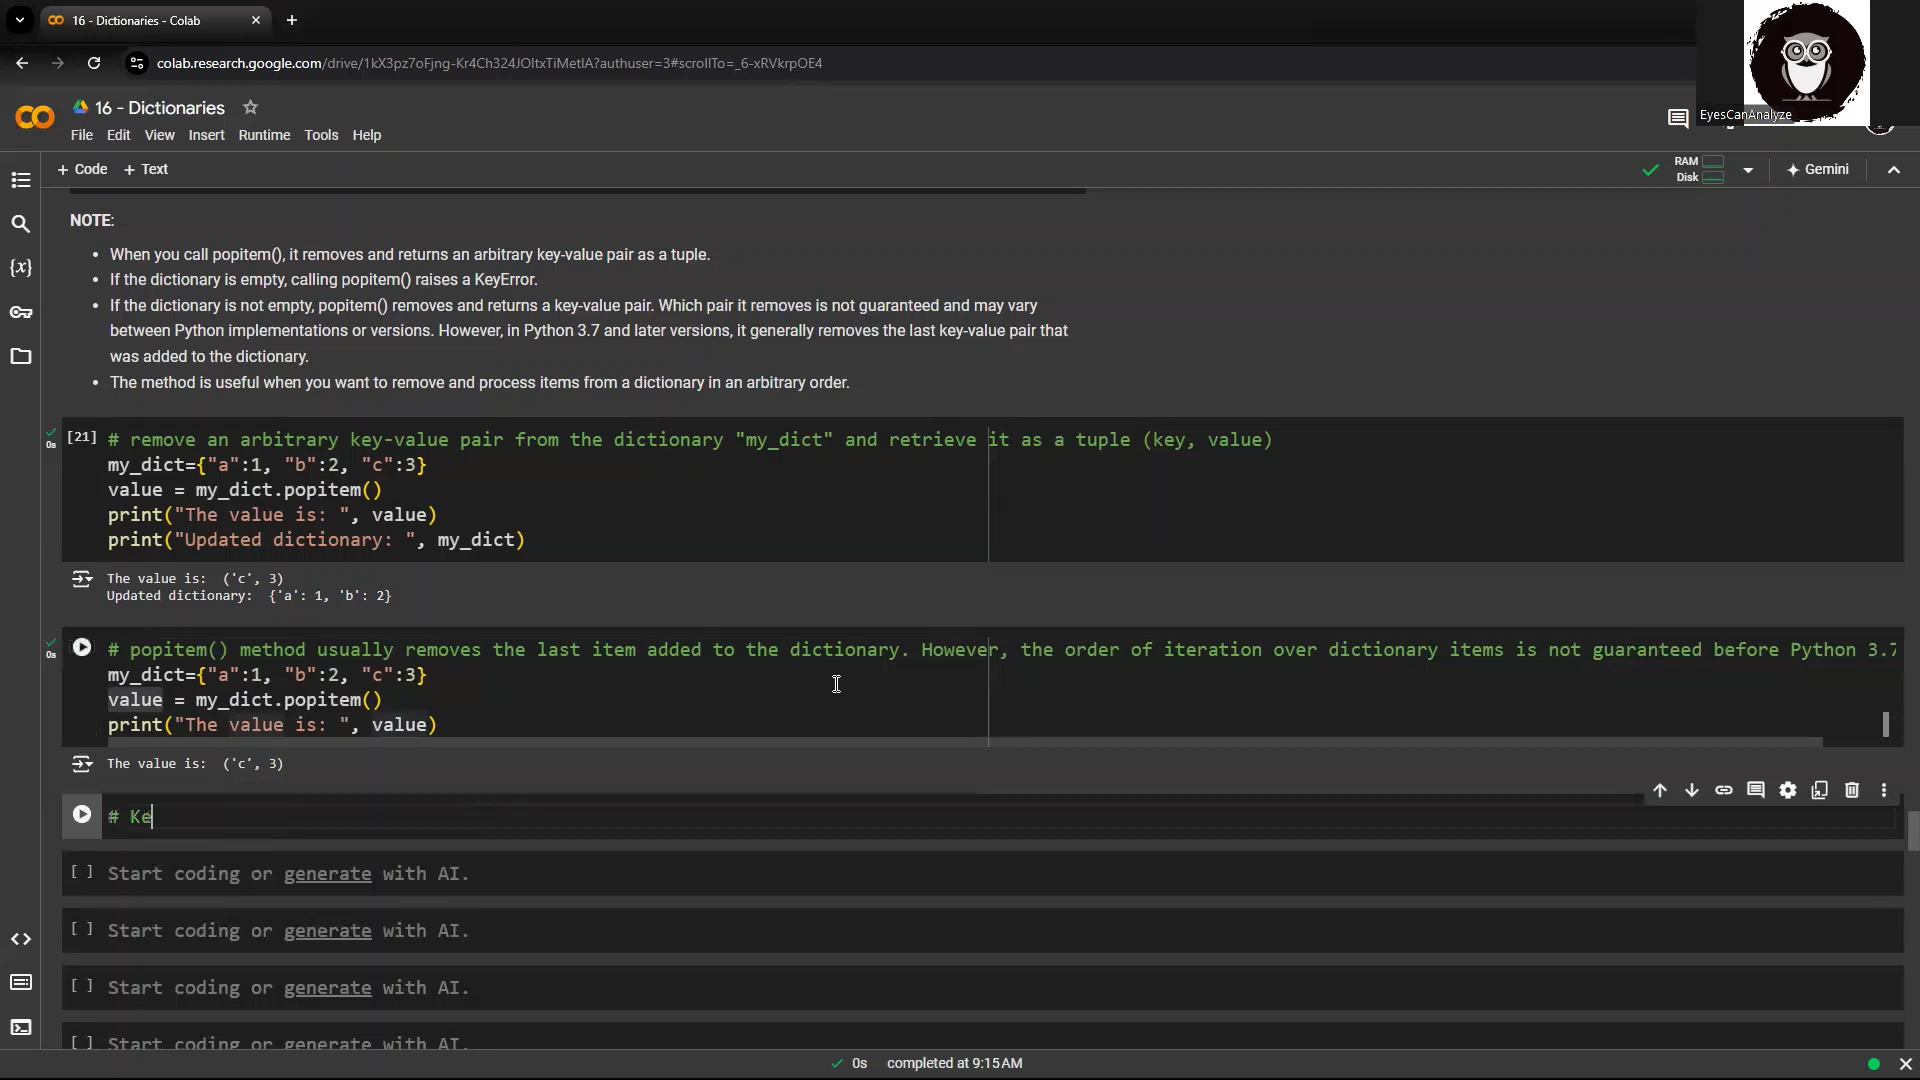 16 - Dictionaries - Colab
colab.research.google.com/drive/1kX3pz7oFjng-Kr4Ch324JOltxTiMetlA?authuser=3#scrollTo=_6-xRVkrpOE4
EyesCanAnalyze
16 - Dictionaries
File Edit View Insert Runtime Tools Help
+ Code + Text
RAM
Disk
Gemini
NOTE:
• When you call popitem(), it removes and returns an arbitrary key-value pair as a tuple.
• If the dictionary is empty, calling popitem() raises a KeyError.
• If the dictionary is not empty, popitem() removes and returns a key-value pair. Which pair it removes is not guaranteed and may vary
between Python implementations or versions. However, in Python 3.7 and later versions, it generally removes the last key-value pair that
was added to the dictionary.
• The method is useful when you want to remove and process items from a dictionary in an arbitrary order.
0s
[21] # remove an arbitrary key-value pair from the dictionary "my_dict" and retrieve it as a tuple (key, value)
my_dict={"a":1, "b":2, "c":3}
value = my_dict.popitem()
print("The value is: ", value)
print("Updated dictionary: ", my_dict)
The value is:  ('c', 3)
Updated dictionary:  {'a': 1, 'b': 2}
0s
# popitem() method usually removes the last item added to the dictionary. However, the order of iteration over dictionary items is not guaranteed before Python 3.7
my_dict={"a":1, "b":2, "c":3}
value = my_dict.popitem()
print("The value is: ", value)
The value is:  ('c', 3)
# Ke
[ ] Start coding or generate with AI.
[ ] Start coding or generate with AI.
[ ] Start coding or generate with AI.
[ ] Start coding or generate with AI.
0s completed at 9:15 AM